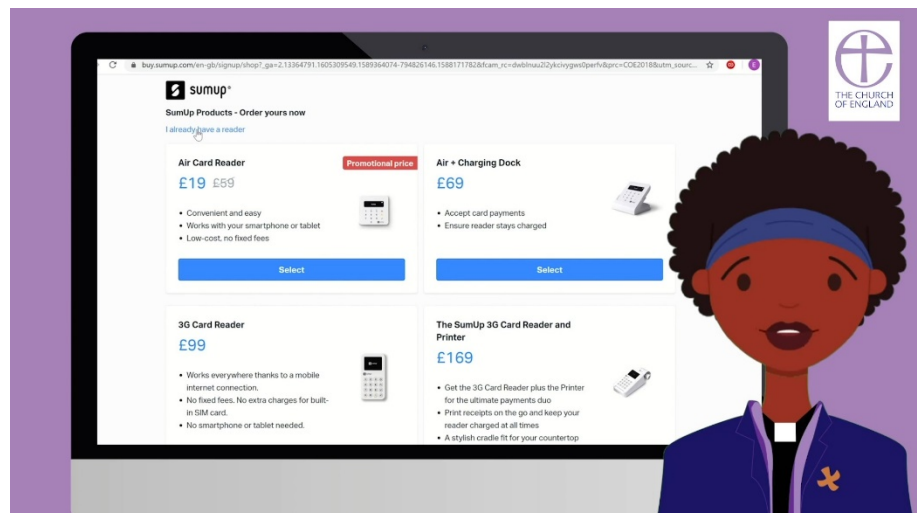 buy.sumup.com/en-gb/signup/shop?_ga=2.13364791.1605309549.1589364074-794826146.1588171782&fcam_rc=dwblnuu2l2ykcivygws0perfv&prc=COE2018&utm_sourc...
sumup®
SumUp Products - Order yours now
I already have a reader
Air Card Reader
Promotional price
£19 £59
• Convenient and easy
• Works with your smartphone or tablet
• Low-cost, no fixed fees
Select
Air + Charging Dock
£69
• Accept card payments
• Ensure reader stays charged
Select
3G Card Reader
£99
• Works everywhere thanks to a mobile
internet connection.
• No fixed fees. No extra charges for built-
in SIM card.
• No smartphone or tablet needed.
The SumUp 3G Card Reader and
Printer
£169
• Get the 3G Card Reader plus the Printer
for the ultimate payments duo
• Print receipts on the go and keep your
reader charged at all times
• A stylish cradle fit for your countertop
THE CHURCH
OF ENGLAND